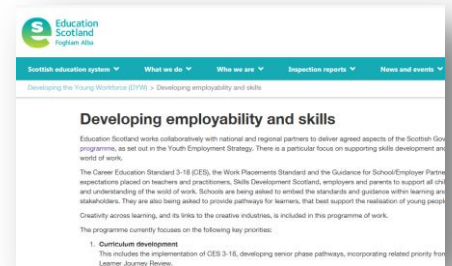 Education
Scotland
Foghlam Alba
Scottish education system What we do Who we are Inspection reports News and events
Developing the Young Workforce (DYW) > Developing employability and skills
Developing employability and skills
Education Scotland works collaboratively with national and regional partners to deliver agreed aspects of the Scottish Gov
programme, as set out in the Youth Employment Strategy. There is a particular focus on supporting skills development and
world of work.
The Career Education Standard 3-18 (CES), the Work Placements Standard and the Guidance for School/Employer Partne
expectations placed on teachers and practitioners, Skills Development Scotland, employers and parents to support all chil
and understanding of the wold of work. Schools are being asked to embed the standards and guidance within learning an
stakeholders. They are also being asked to provide pathways for learners, that best support the realisation of young peopl
Creativity across learning, and its links to the creative industries, is included in this programme of work.
The programme currently focuses on the following key priorities:
1. Curriculum development
This includes the implementation of CES 3-18, developing senior phase pathways, incorporating related priority from
Learner Journey Review.